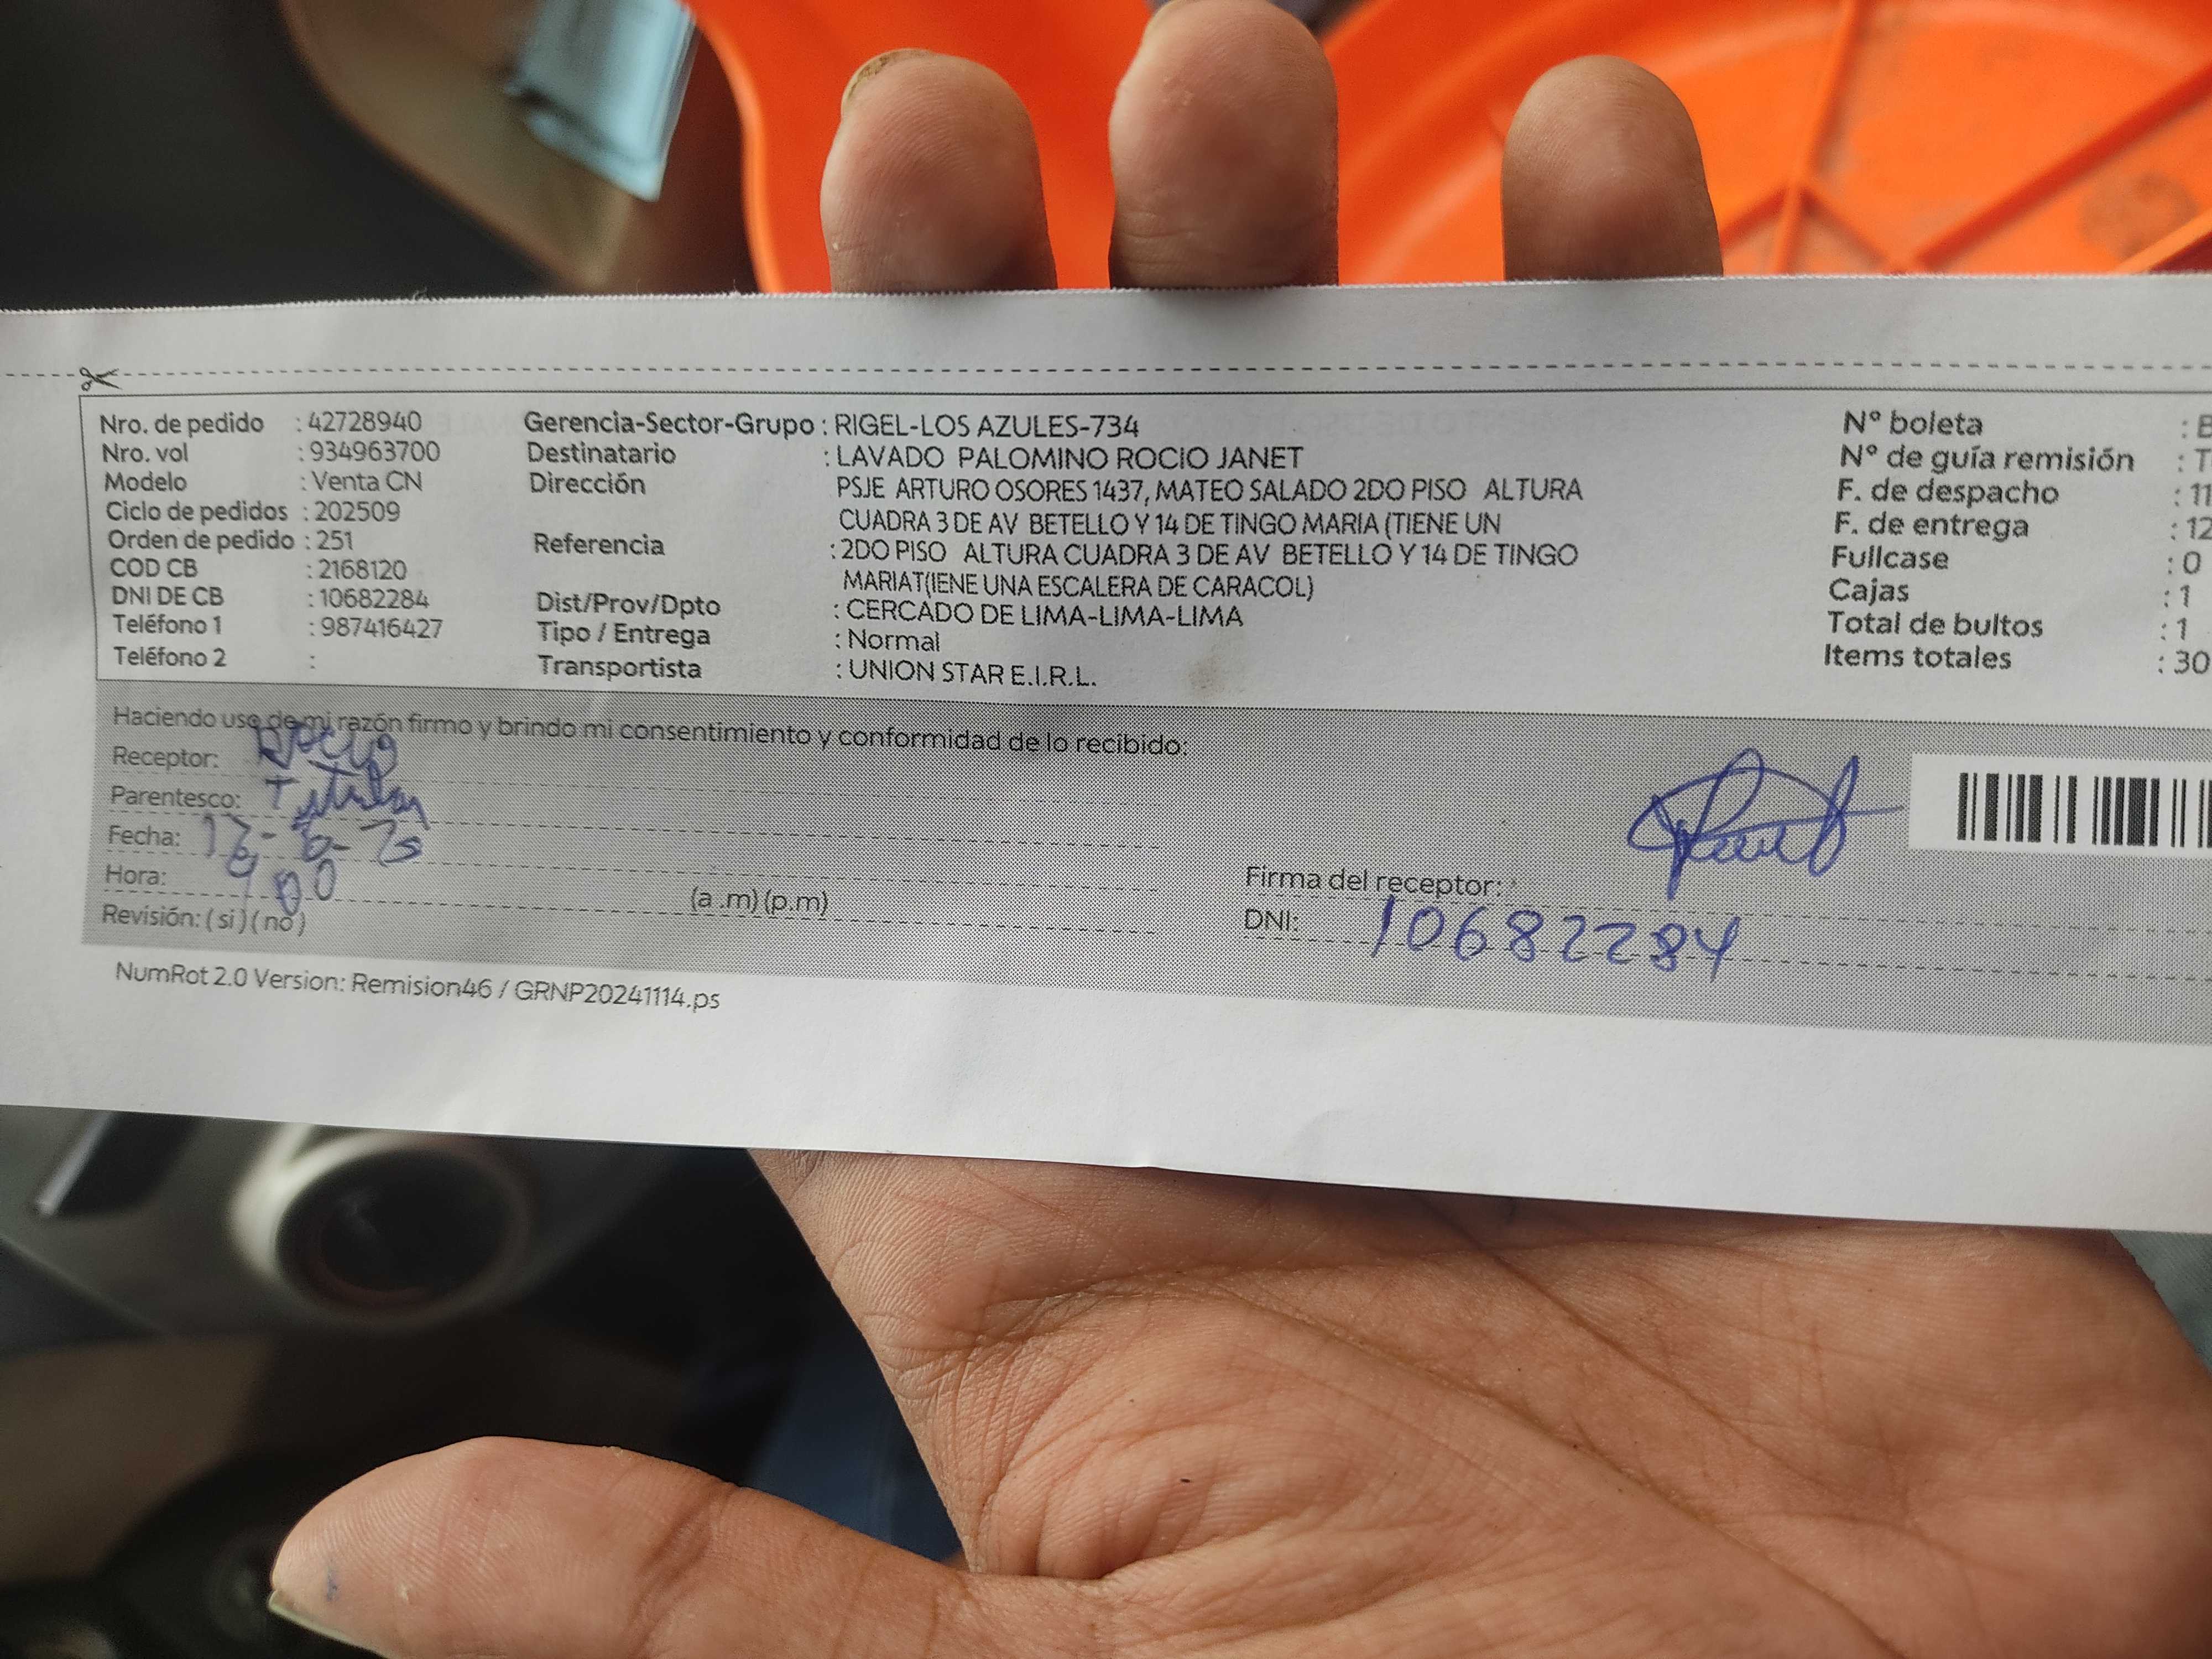 Nro. de pedido : 42728940
Nro. vol : 934963700
Modelo : Venta CN
Ciclo de pedidos : 202509
Orden de pedido : 251
COD CB : 2168120
DNI DE CB : 10682284
Teléfono 1 : 987416427
Teléfono 2 :
Gerencia-Sector-Grupo : RIGEL-LOS AZULES-734
Destinatario : LAVADO PALOMINO ROCIO JANET
Dirección PSJE ARTURO OSORES 1437, MATEO SALADO 2DO PISO ALTURA
CUADRA 3 DE AV BETELLO Y 14 DE TINGO MARIA (TIENE UN
Referencia : 2DO PISO ALTURA CUADRA 3 DE AV BETELLO Y 14 DE TINGO
MARIAT(IENE UNA ESCALERA DE CARACOL)
Dist/Prov/Dpto : CERCADO DE LIMA-LIMA-LIMA
Tipo / Entrega : Normal
Transportista : UNION STAR E.I.R.L.
N° boleta : B
N° de guía remisión : T
F. de despacho : 11
F. de entrega : 12
Fullcase : 0
Cajas : 1
Total de bultos : 1
Items totales : 30
Haciendo uso de mi razón firmo y brindo mi consentimiento y conformidad de lo recibido:
Receptor: Rocio
Parentesco: Titular
Fecha:
Hora: (a .m) (p.m)
Revisión: ( si ) ( no )
Firma del receptor:
DNI: 10682284
NumRot 2.0 Version: Remision46 / GRNP20241114.ps